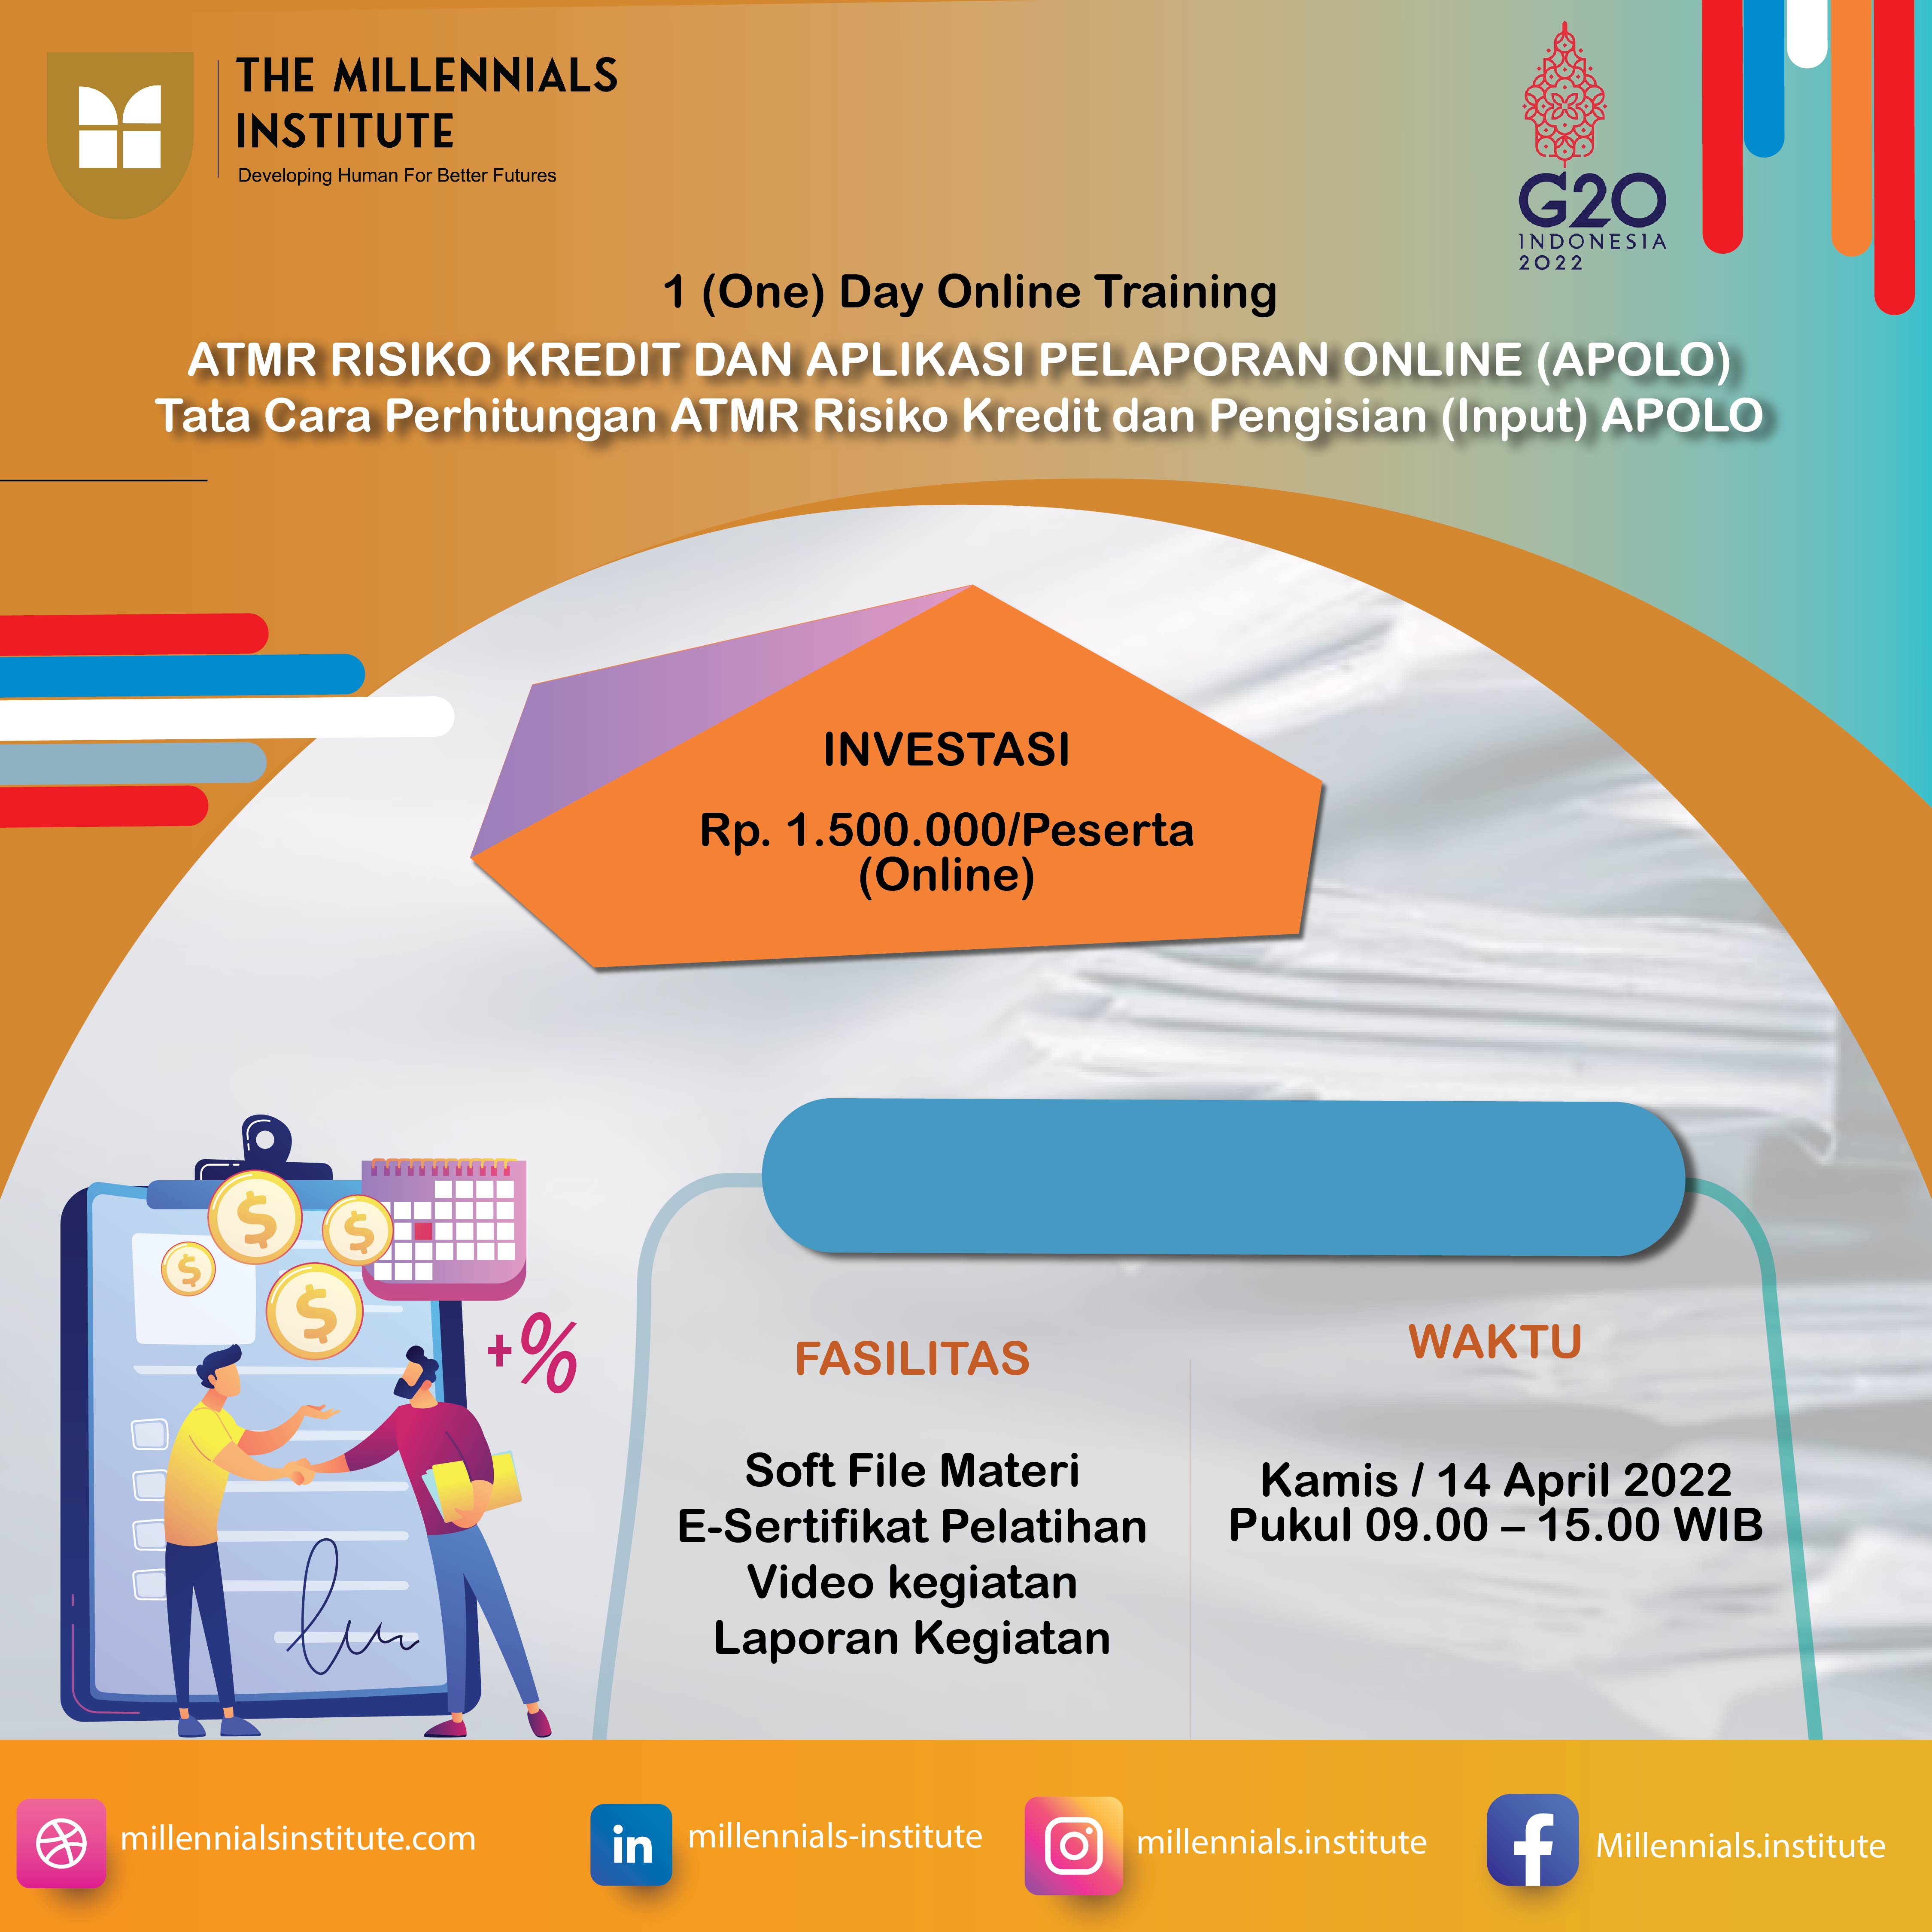 THE MILLENNIALS
INSTITUTE
Developing Human For Better Futures
G20
INDONESIA
2022
1 (One) Day Online Training
ATMR RISIKO KREDIT DAN APLIKASI PELAPORAN ONLINE (APOLO)
Tata Cara Perhitungan ATMR Risiko Kredit dan Pengisian (Input) APOLO
INVESTASI
Rp. 1.500.000/Peserta
(Online)
+%
FASILITAS
Soft File Materi
E-Sertifikat Pelatihan
Video kegiatan
Laporan Kegiatan
WAKTU
Kamis / 14 April 2022
Pukul 09.00 – 15.00 WIB
millennialsinstitute.com
in
millennials-institute
millennials.institute
f
Millennials.institute